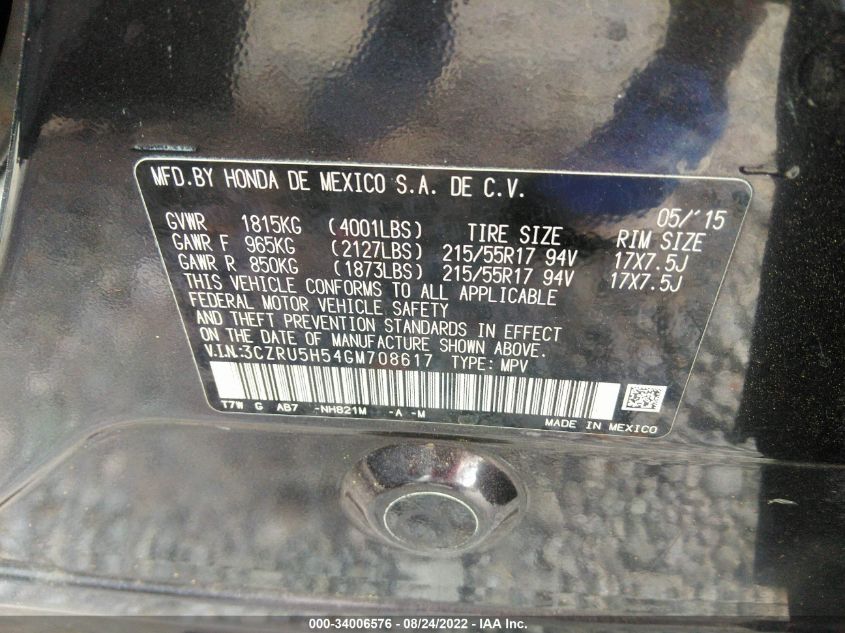 MFD.BY HONDA DE MEXICO S.A. DE C.V.
05/'15
GVWR 1815KG (4001LBS) TIRE SIZE RIM SIZE
GAWR F 965KG (2127LBS) 215/55R17 94V 17X7.5J
GAWR R 850KG (1873LBS) 215/55R17 94V 17X7.5J
THIS VEHICLE CONFORMS TO ALL APPLICABLE
FEDERAL MOTOR VEHICLE SAFETY
AND THEFT PREVENTION STANDARDS IN EFFECT
ON THE DATE OF MANUFACTURE SHOWN ABOVE.
V.I.N:3CZRU5H54GM708617 TYPE: MPV
T7W G AB7 -NH821M -A -M
MADE IN MEXICO
000-34006576 - 08/24/2022 - IAA Inc.